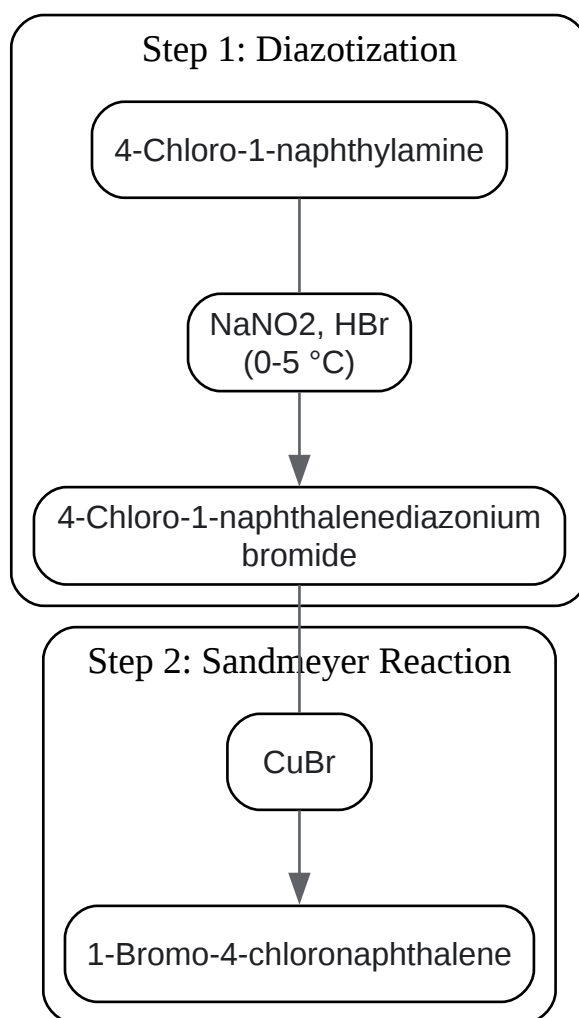 Step 1: Diazotization
4-Chloro-1-naphthylamine
NaNO2, HBr
(0-5 °C)
4-Chloro-1-naphthalenediazonium
bromide
Step 2: Sandmeyer Reaction
CuBr
1-Bromo-4-chloronaphthalene